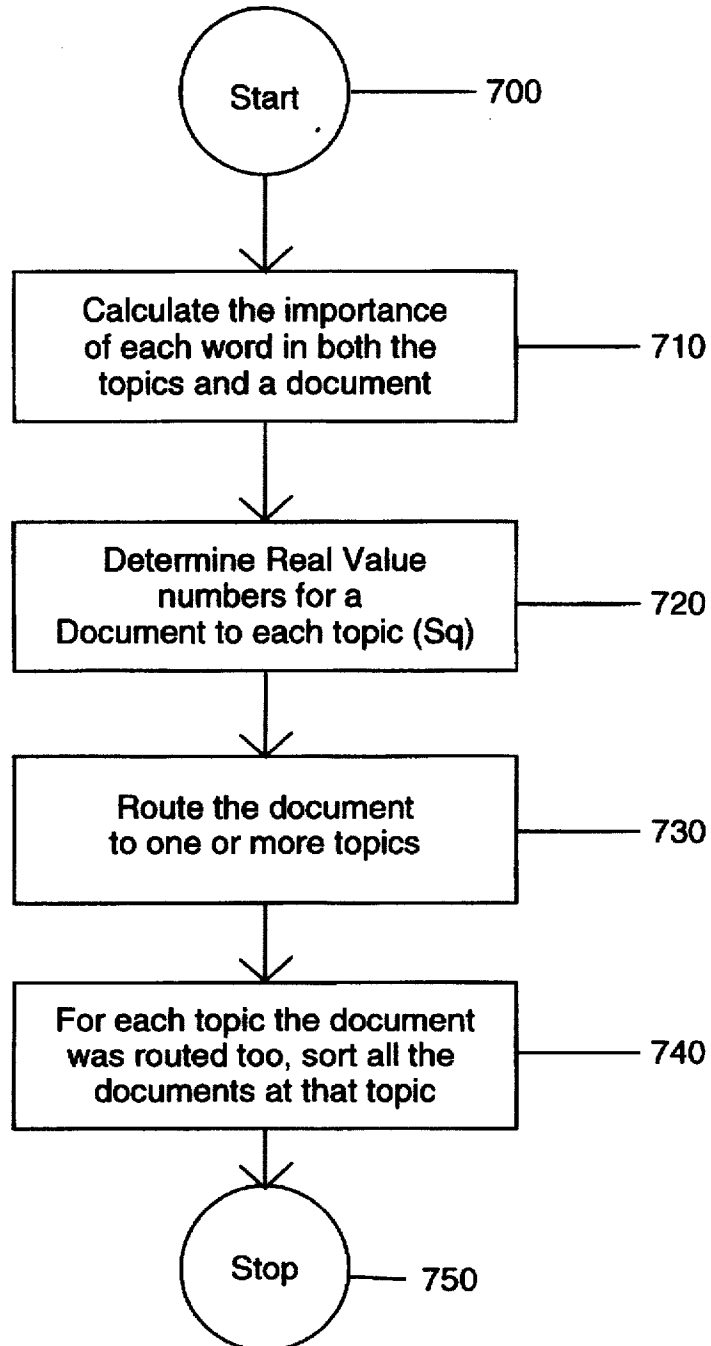 Start
700
Calculate the importance
of each word in both the
topics and a document
710
Determine Real Value
numbers for a
Document to each topic (Sq)
720
Route the document
to one or more topics
730
For each topic the document
was routed too, sort all the
documents at that topic
740
Stop
750